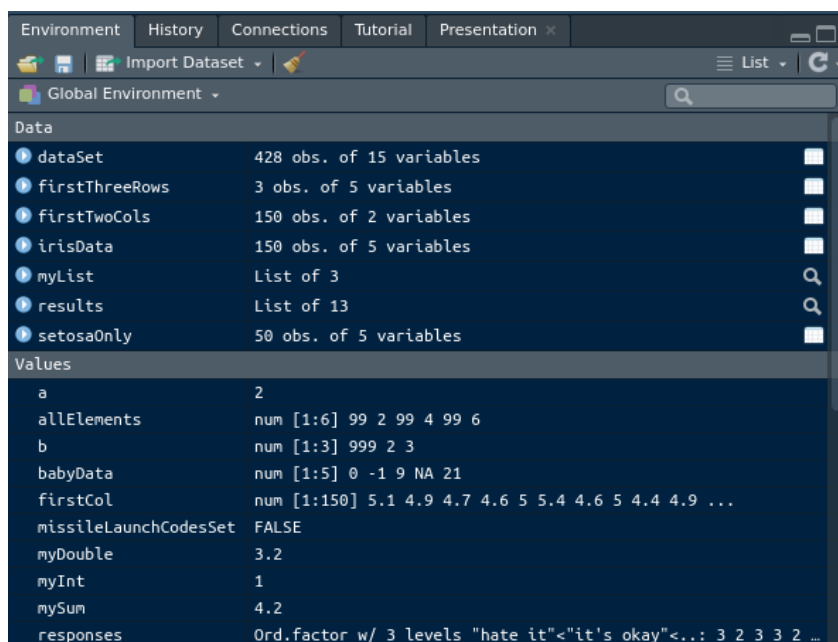 Environment History Connections Tutorial Presentation
Import Dataset List
Global Environment
Data
dataSet 428 obs. of 15 variables
firstThreeRows 3 obs. of 5 variables
firstTwoCols 150 obs. of 2 variables
irisData 150 obs. of 5 variables
myList List of 3
results List of 13
setosaOnly 50 obs. of 5 variables
Values
a 2
allElements num [1:6] 99 2 99 4 99 6
b num [1:3] 999 2 3
babyData num [1:5] 0 -1 9 NA 21
firstCol num [1:150] 5.1 4.9 4.7 4.6 5 5.4 4.6 5 4.4 4.9 ...
missileLaunchCodesSet FALSE
myDouble 3.2
myInt 1
mySum 4.2
responses Ord.factor w/ 3 levels "hate it"<"it's okay"<..: 3 2 3 3 2 …